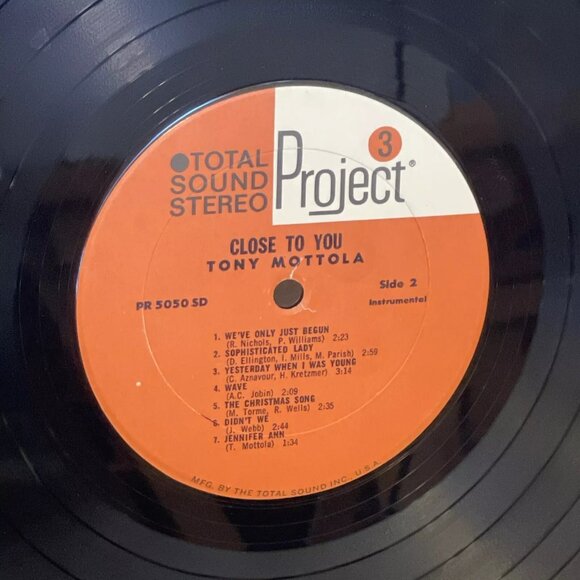 TOTAL
SOUND
STEREO
Project 3®
CLOSE TO YOU
TONY MOTTOLA
PR 5050 SD
Side 2
Instrumental
1. WE'VE ONLY JUST BEGUN
(R. Nichols, P. Williams) 2:23
2. SOPHISTICATED LADY
(D. Ellington, I. Mills, M. Parish) 2:59
3. YESTERDAY WHEN I WAS YOUNG
(C. Aznavour, H. Kretzmer) 3:14
4. WAVE
(A.C. Jobin) 2:09
5. THE CHRISTMAS SONG
(M. Torme, R. Wells) 2:35
6. DIDN'T WE
(J. Webb) 2:44
7. JENNIFER ANN
(T. Mottola) 1:34
MFG. BY THE TOTAL SOUND INC. U.S.A.